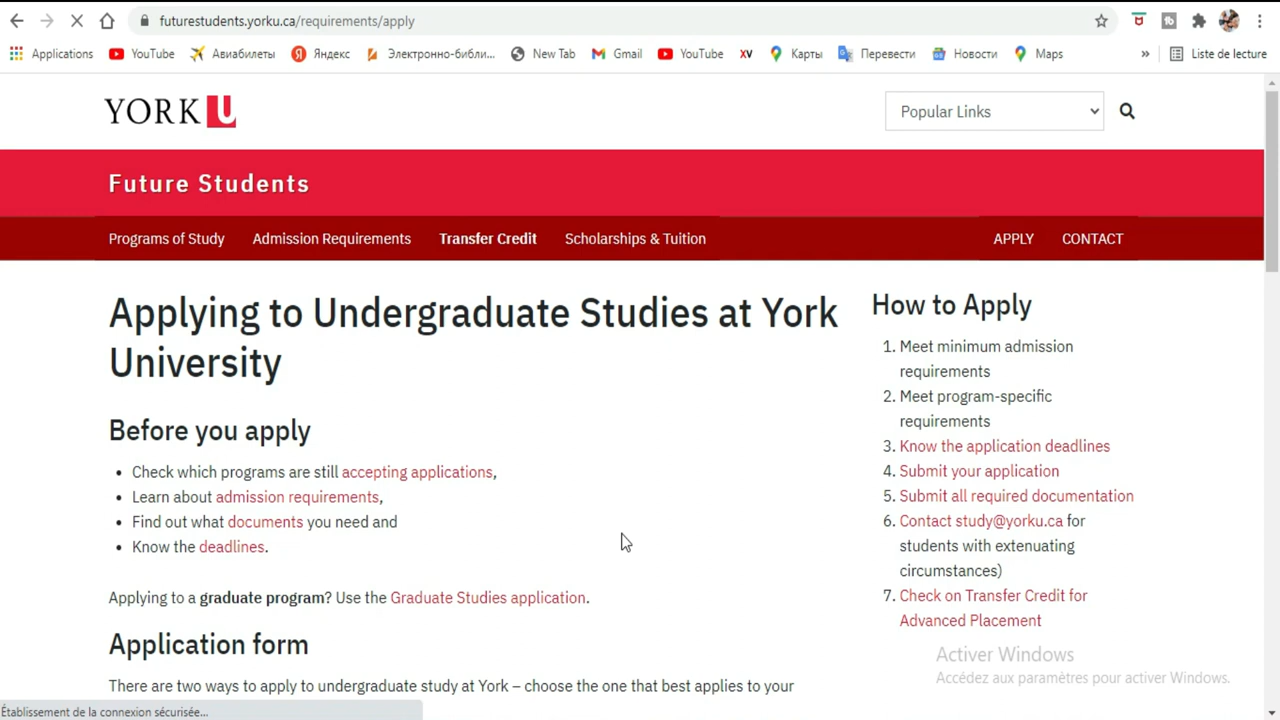 futurestudents.yorku.ca/requirements/apply
Applications YouTube Авиабилеты Яндекс Электронно-библи... New Tab Gmail YouTube XV Карты Перевести Новости Maps » Liste de lecture
YORK U
Popular Links
Future Students
Programs of Study Admission Requirements Transfer Credit Scholarships & Tuition APPLY CONTACT
Applying to Undergraduate Studies at York
University
Before you apply
• Check which programs are still accepting applications,
• Learn about admission requirements,
• Find out what documents you need and
• Know the deadlines.
Applying to a graduate program? Use the Graduate Studies application.
Application form
There are two ways to apply to undergraduate study at York – choose the one that best applies to your
How to Apply
1. Meet minimum admission
requirements
2. Meet program-specific
requirements
3. Know the application deadlines
4. Submit your application
5. Submit all required documentation
6. Contact study@yorku.ca for
students with extenuating
circumstances)
7. Check on Transfer Credit for
Advanced Placement
Activer Windows
Accédez aux paramètres pour activer Windows.
Établissement de la connexion sécurisée...